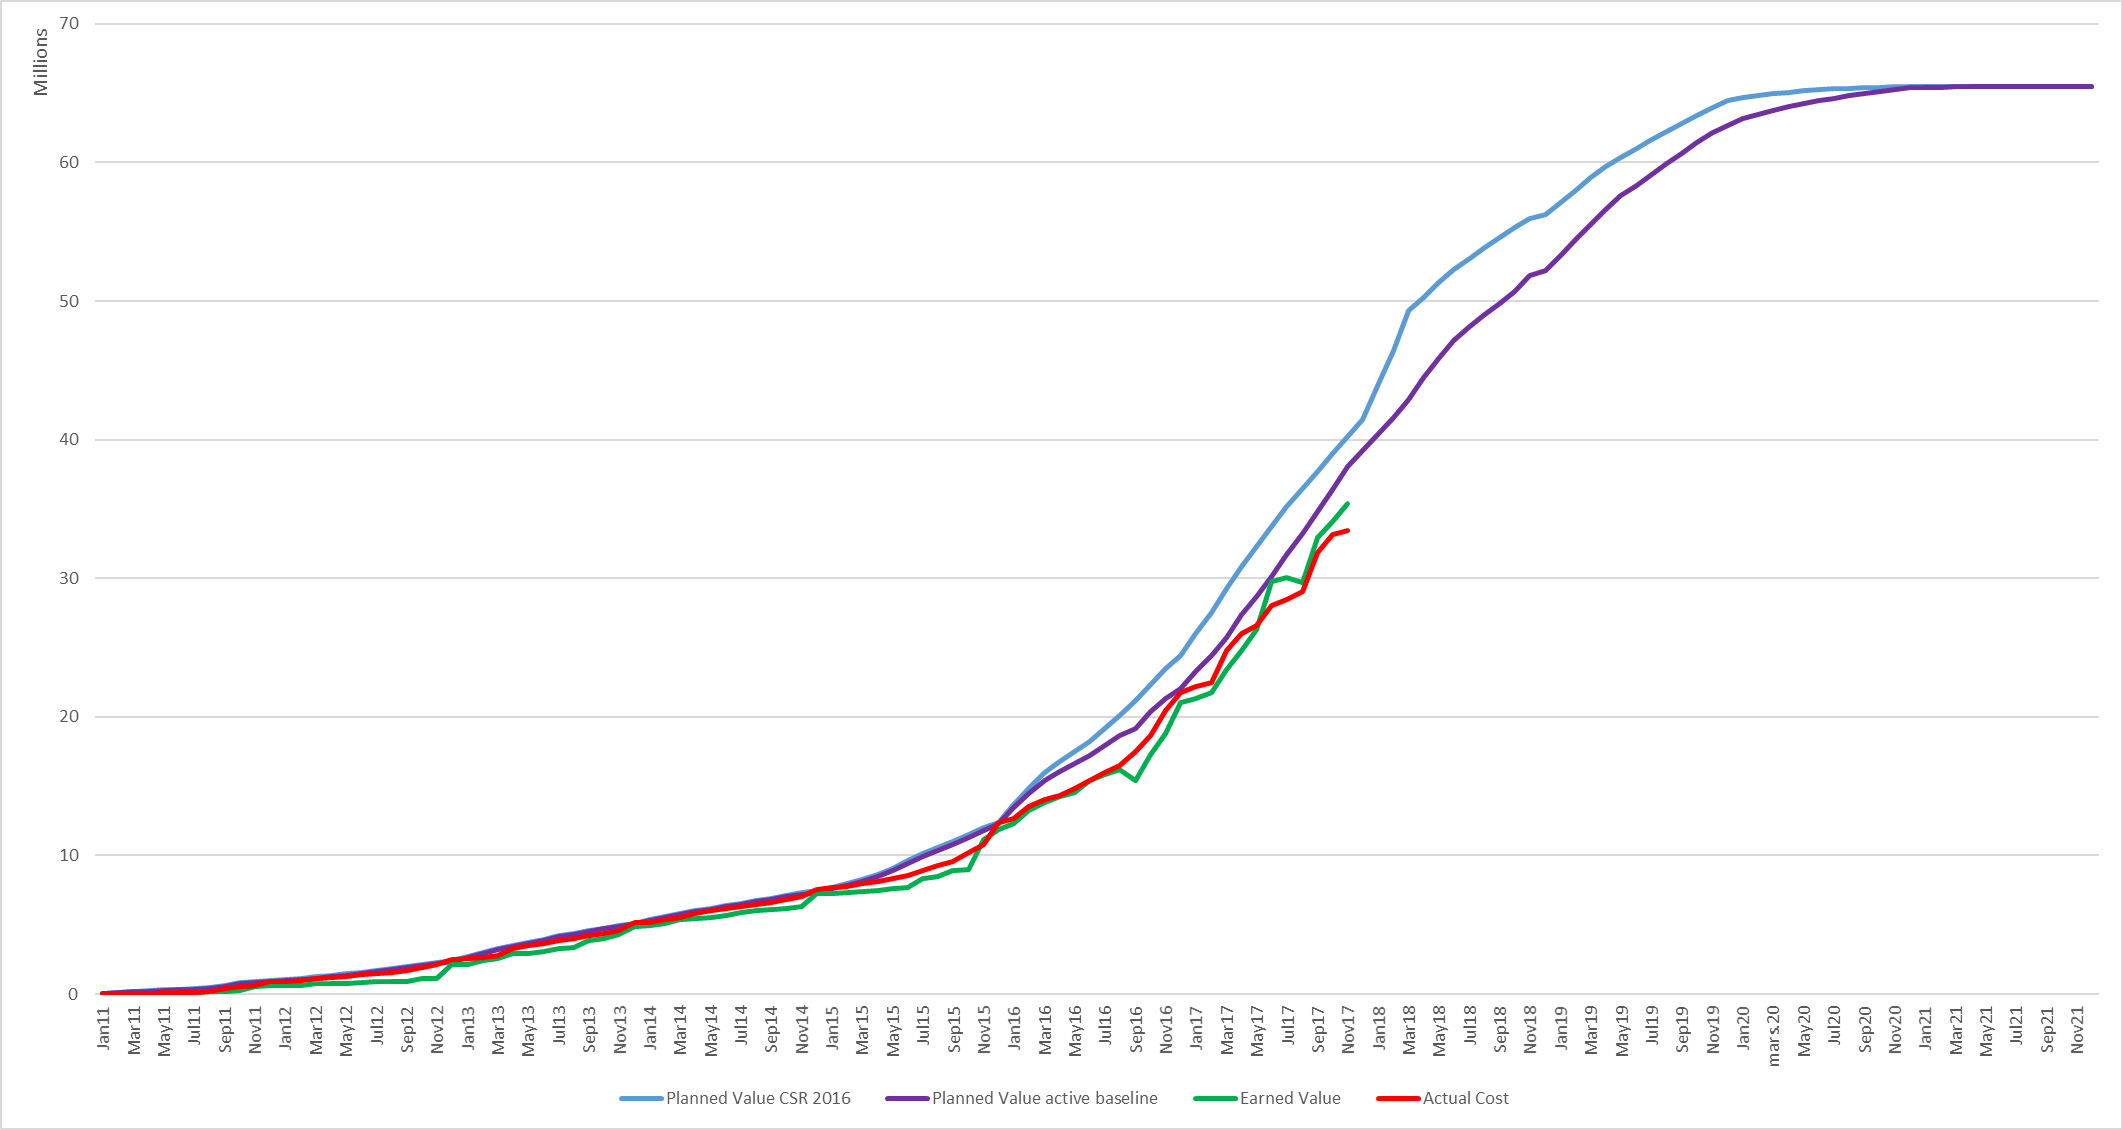 Millions
70
60
50
40
30
20
10
0
Jan11
Mar11
May11
Jul11
Sep11
Nov11
Jan12
Mar12
May12
Jul12
Sep12
Nov12
Jan13
Mar13
May13
Jul13
Sep13
Nov13
Jan14
Mar14
May14
Jul14
Sep14
Nov14
Jan15
Mar15
May15
Jul15
Sep15
Nov15
Jan16
Mar16
May16
Jul16
Sep16
Nov16
Jan17
Mar17
May17
Jul17
Sep17
Nov17
Jan18
Mar18
May18
Jul18
Sep18
Nov18
Jan19
Mar19
May19
Jul19
Sep19
Nov19
Jan20
mars.20
May20
Jul20
Sep20
Nov20
Jan21
Mar21
May21
Jul21
Sep21
Nov21
Planned Value CSR 2016
Planned Value active baseline
Earned Value
Actual Cost